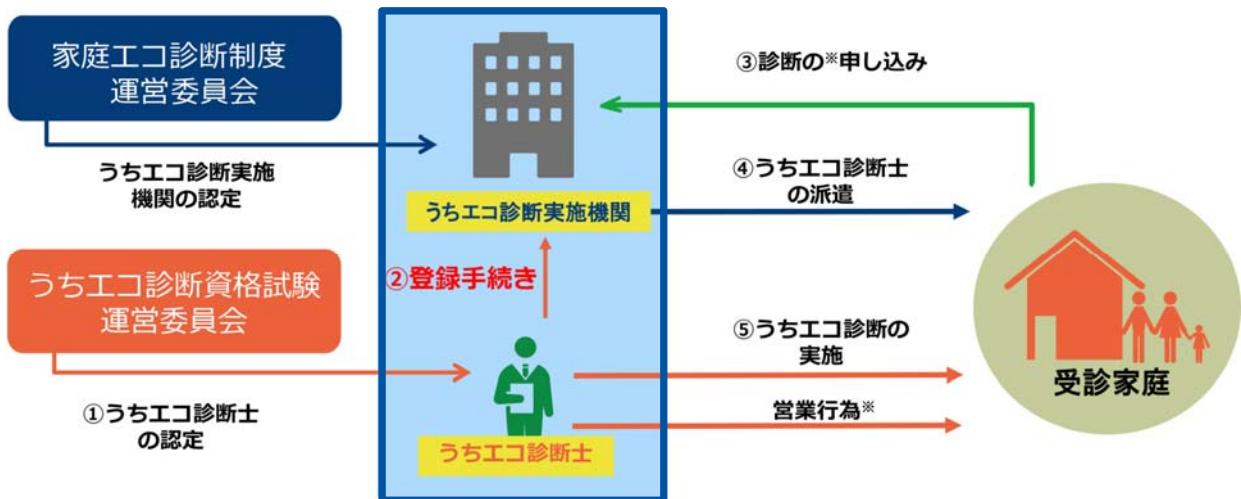 家庭エコ診断制度
運営委員会
うちエコ診断実施
機関の認定
うちエコ診断資格試験
運営委員会
①うちエコ診断士
の認定
うちエコ診断実施機関
②登録手続き
うちエコ診断士
③診断の※申し込み
④うちエコ診断士
の派遣
⑤うちエコ診断の
実施
営業行為※
受診家庭